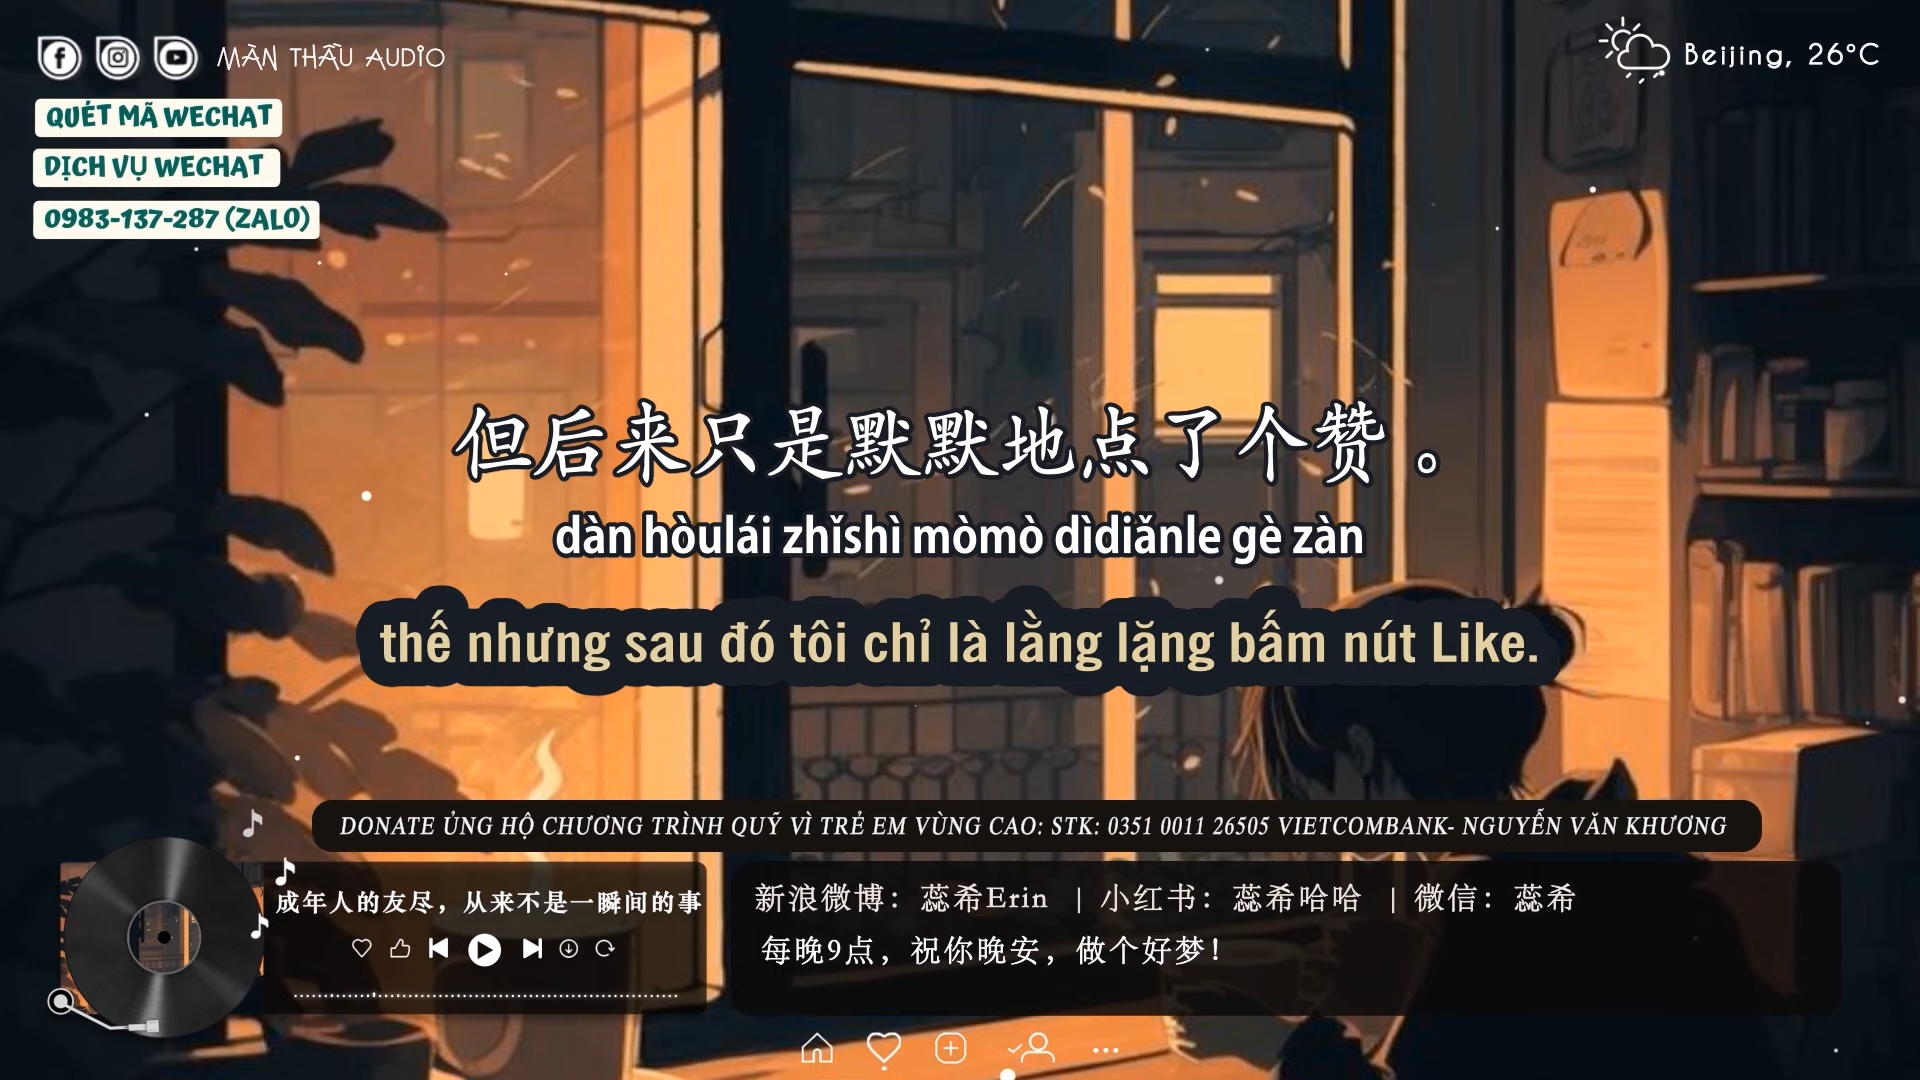 MÀN THẦU AUDIO
Beijing, 26°C
QUÉT MÃ WECHAT
DỊCH VỤ WECHAT
0983-137-287 (ZALO)
但后来只是默默地点了个赞 。
dàn hòulái zhǐshì mòmò dìdiǎnle gè zàn
thế nhưng sau đó tôi chỉ là lằng lặng bấm nút Like.
DONATE ỦNG HỘ CHƯƠNG TRÌNH QUỸ VÌ TRẺ EM VÙNG CAO: STK: 0351 0011 26505 VIETCOMBANK- NGUYỄN VĂN KHƯƠNG
成年人的友尽，从来不是一瞬间的事
新浪微博：蕊希Erin | 小红书：蕊希哈哈 | 微信：蕊希
每晚9点，祝你晚安，做个好梦！